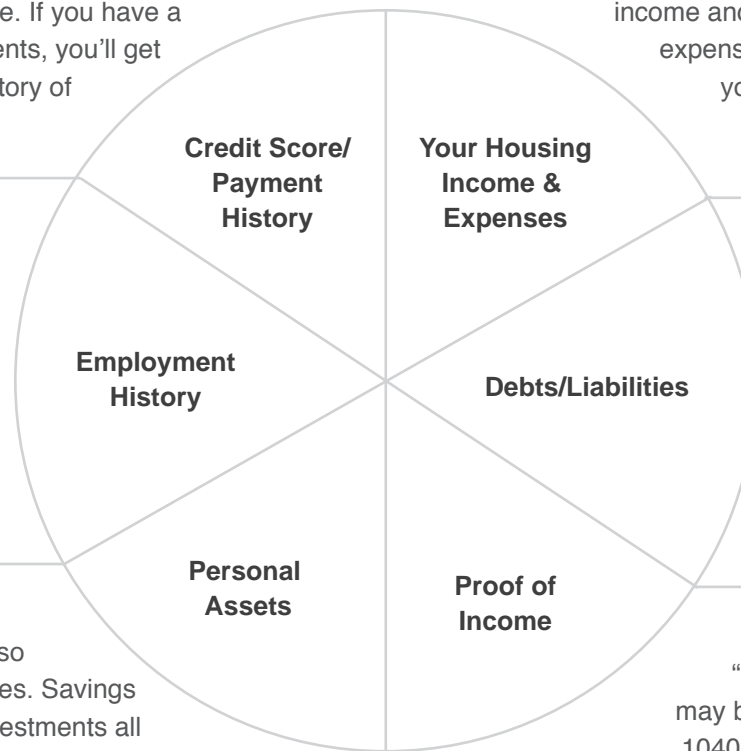 e. If you have a
ents, you’ll get
tory of
income and
expens
yo
Credit Score/
Payment
History
Your Housing
Income &
Expenses
Employment
History
Debts/Liabilities
Personal
Assets
Proof of
Income
so
es. Savings
estments all
“
may b
1040